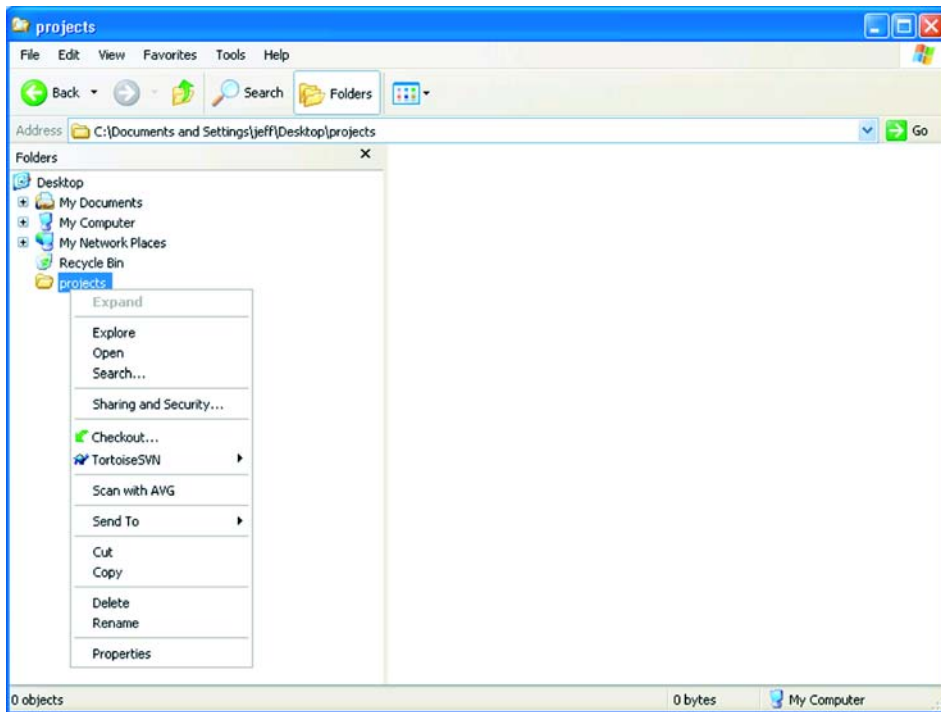 projects
File Edit View Favorites Tools Help
Back Search Folders
Address C:\Documents and Settings\jeff\Desktop\projects Go
Folders
Desktop
My Documents
My Computer
My Network Places
Recycle Bin
projects
Expand
Explore
Open
Search...
Sharing and Security...
Checkout...
TortoiseSVN
Scan with AVG
Send To
Cut
Copy
Delete
Rename
Properties
0 objects 0 bytes My Computer